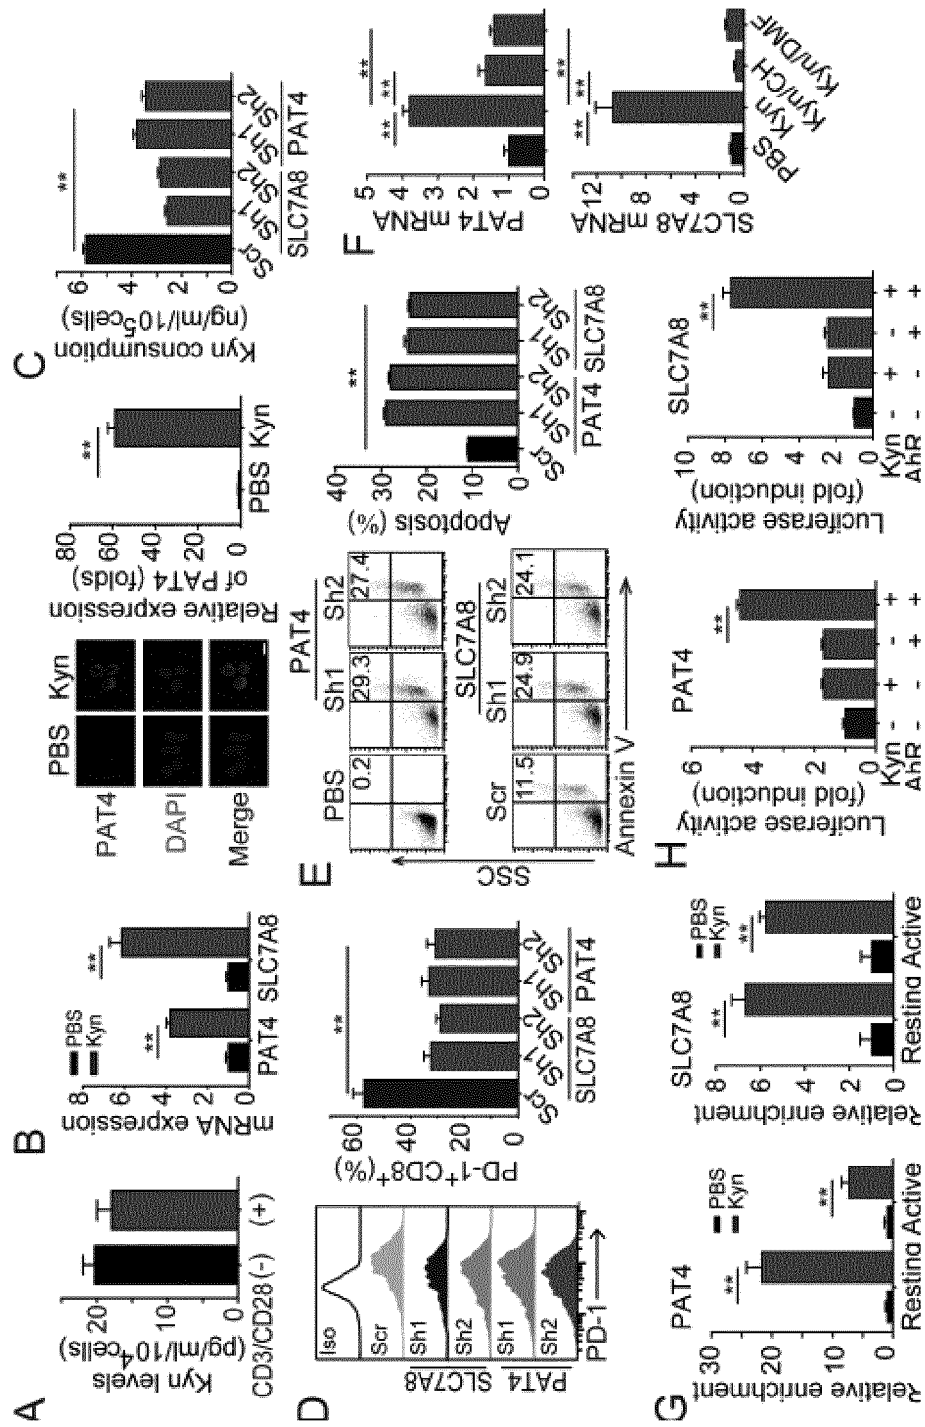 A
Kyn levels
(pg/ml/10⁴cells)
20
10
0
CD3/CD28
(-)
(+)
B
mRNA expression
8
6
4
2
0
PBS
Kyn
**
**
PAT4
SLC7A8
PBS
Kyn
PAT4
DAPI
Merge
Relative expression
of PAT4 (folds)
80
60
40
20
0
**
PBS
Kyn
C
Kyn consumption
(ng/ml/10⁵cells)
6
4
2
0
**
Scr
Sh1
Sh2
Sh1
Sh2
SLC7A8
PAT4
D
Iso
Scr
Sh1
Sh2
Sh1
Sh2
SLC7A8
PAT4
PD-1
PD-1⁺CD8⁺(%)
60
40
20
0
**
Scr
Sh1
Sh2
Sh1
Sh2
SLC7A8
PAT4
E
PAT4
PBS
Sh1
Sh2
0.2
29.3
27.4
SLC7A8
Scr
Sh1
Sh2
11.5
24.9
24.1
SSC
Annexin V
Apoptosis (%)
40
30
20
10
0
**
Scr
Sh1
Sh2
Sh1
Sh2
PAT4
SLC7A8
F
PAT4 mRNA
5
4
3
2
1
0
**
**
**
SLC7A8 mRNA
12
8
4
0
**
**
**
PBS
Kyn
Kyn/CH
Kyn/DMF
G
PAT4
Relative enrichment
30
20
10
0
PBS
Kyn
**
**
Resting
Active
SLC7A8
Relative enrichment
8
6
4
2
0
PBS
Kyn
**
**
Resting
Active
H
PAT4
Luciferase activity
(fold induction)
6
4
2
0
**
Kyn - + - +
AhR - - + +
SLC7A8
Luciferase activity
(fold induction)
10
8
6
4
2
0
**
Kyn - + - +
AhR - - + +